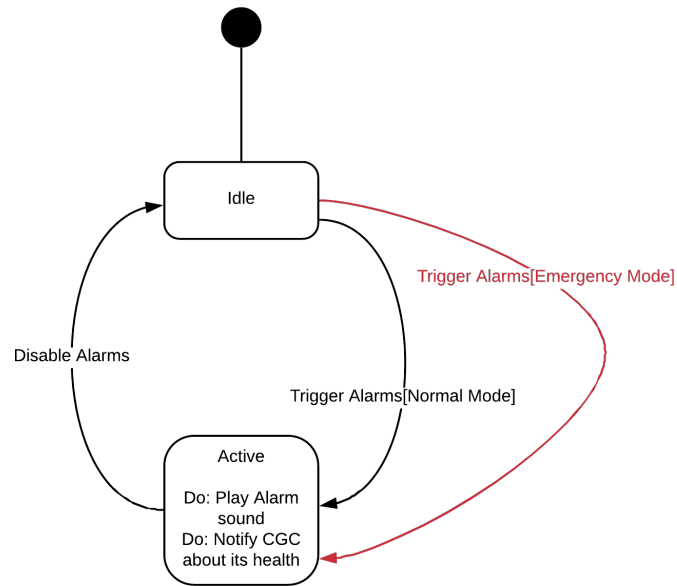 Idle
Trigger Alarms[Emergency Mode]
Disable Alarms
Trigger Alarms[Normal Mode]
Active
Do: Play Alarm
sound
Do: Notify CGC
about its health